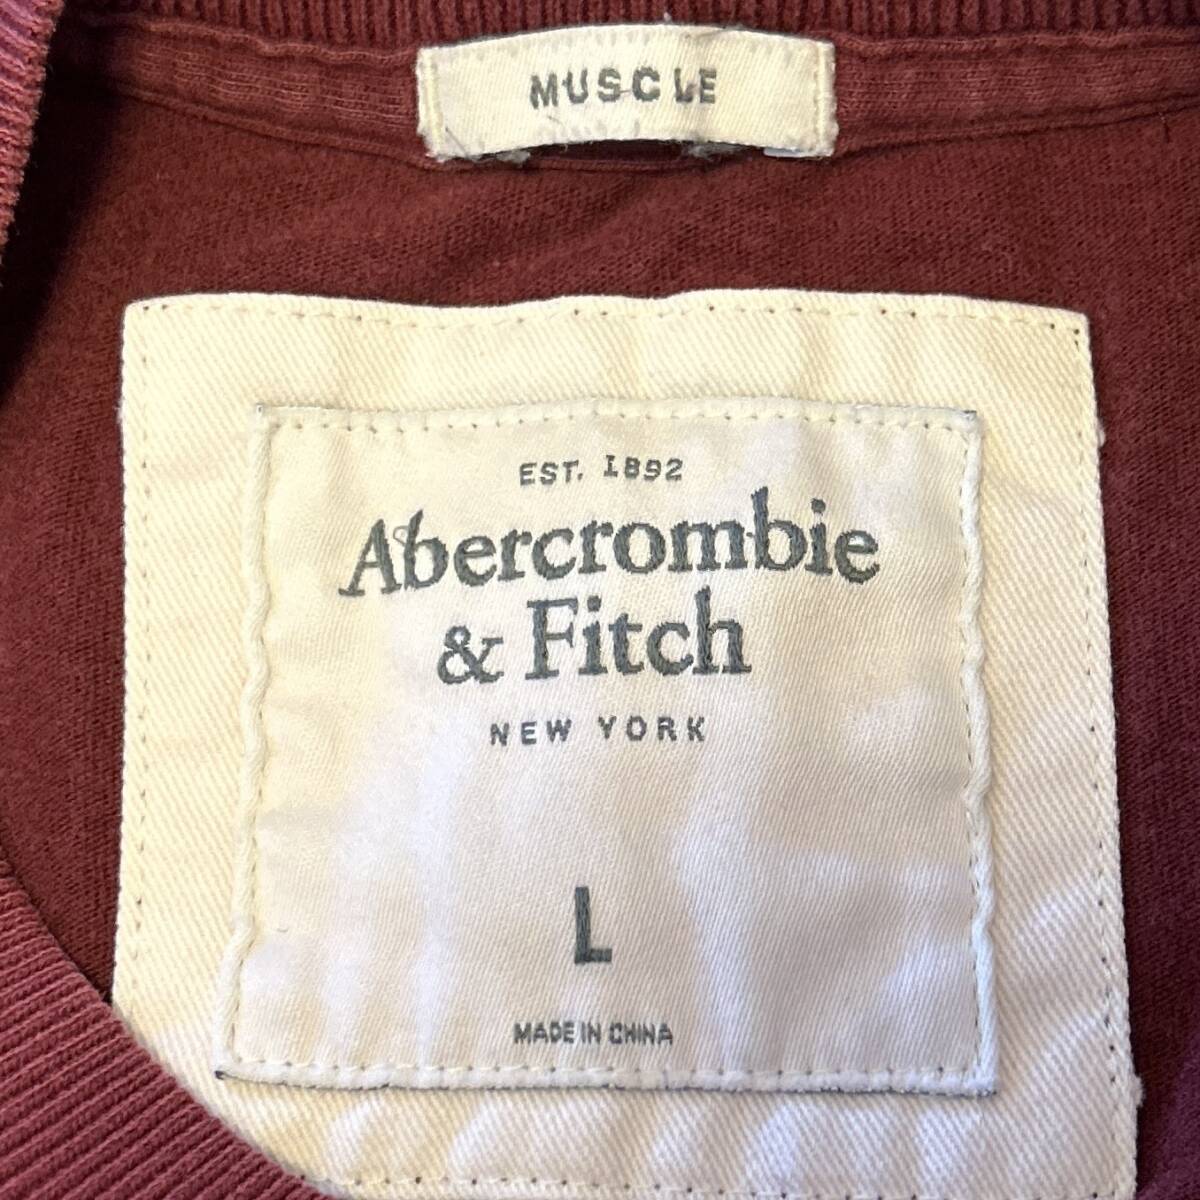 MUSCLE
EST. 1892
Abercrombie
& Fitch
NEW YORK
L
MADE IN CHINA